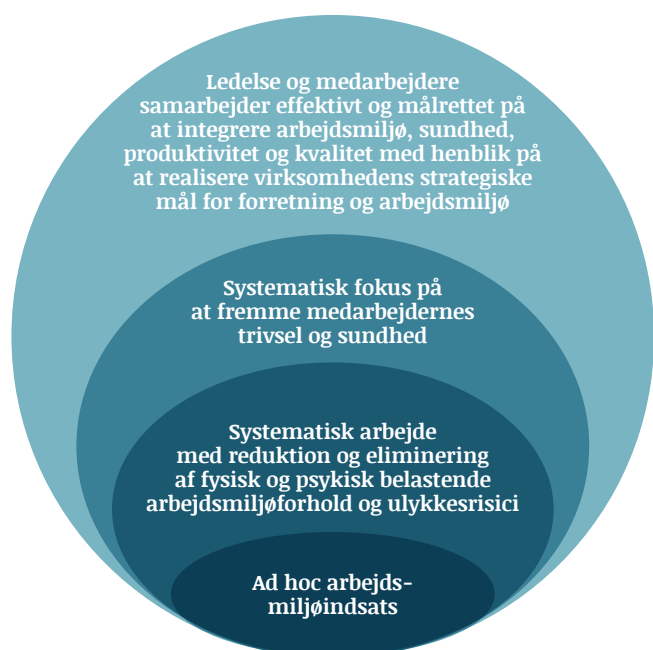 Ledelse og medarbejdere
samarbejder effektivt og målrettet på
at integrere arbejdsmiljø, sundhed,
produktivitet og kvalitet med henblik på
at realisere virksomhedens strategiske
mål for forretning og arbejdsmiljø
Systematisk fokus på
at fremme medarbejdernes
trivsel og sundhed
Systematisk arbejde
med reduktion og eliminering
af fysisk og psykisk belastende
arbejdsmiljøforhold og ulykkesrisici
Ad hoc arbejds-
miljøindsats